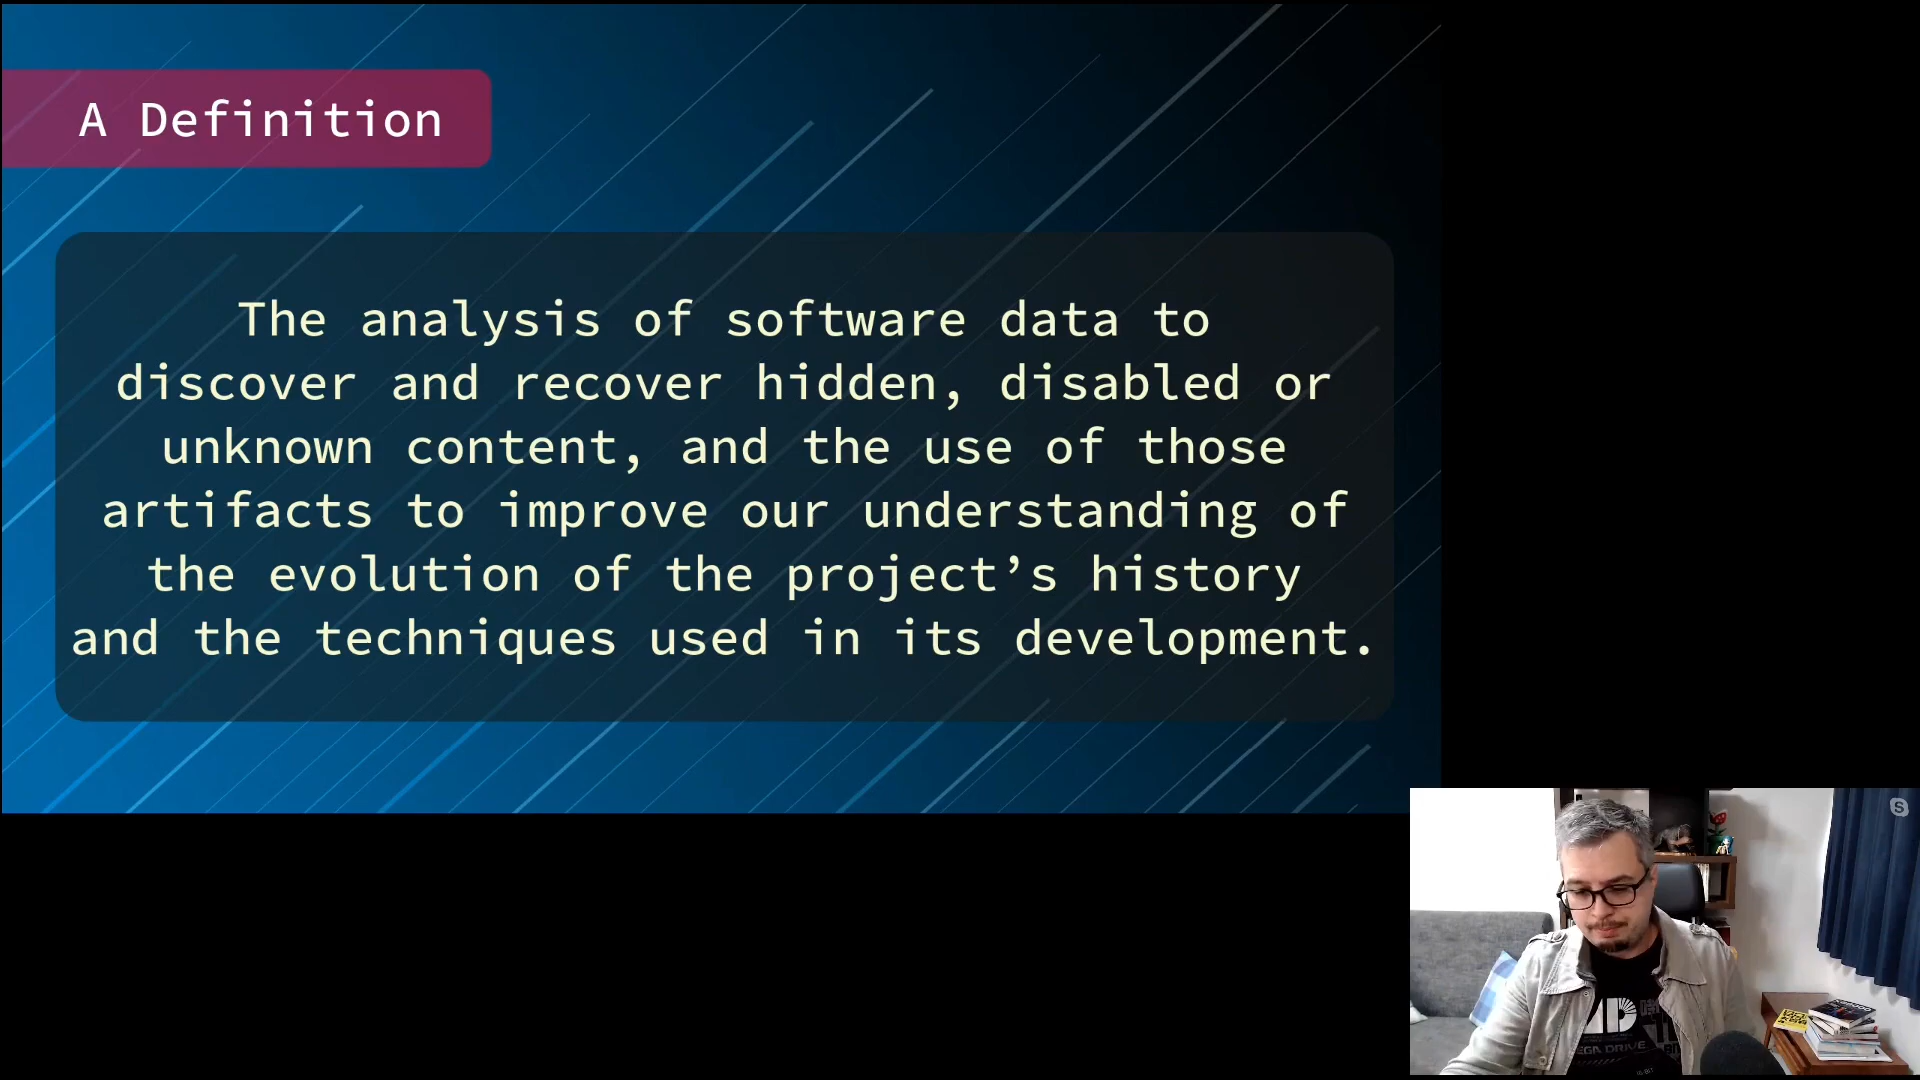 A Definition
The analysis of software data to
discover and recover hidden, disabled or
unknown content, and the use of those
artifacts to improve our understanding of
the evolution of the project’s history
and the techniques used in its development.
S